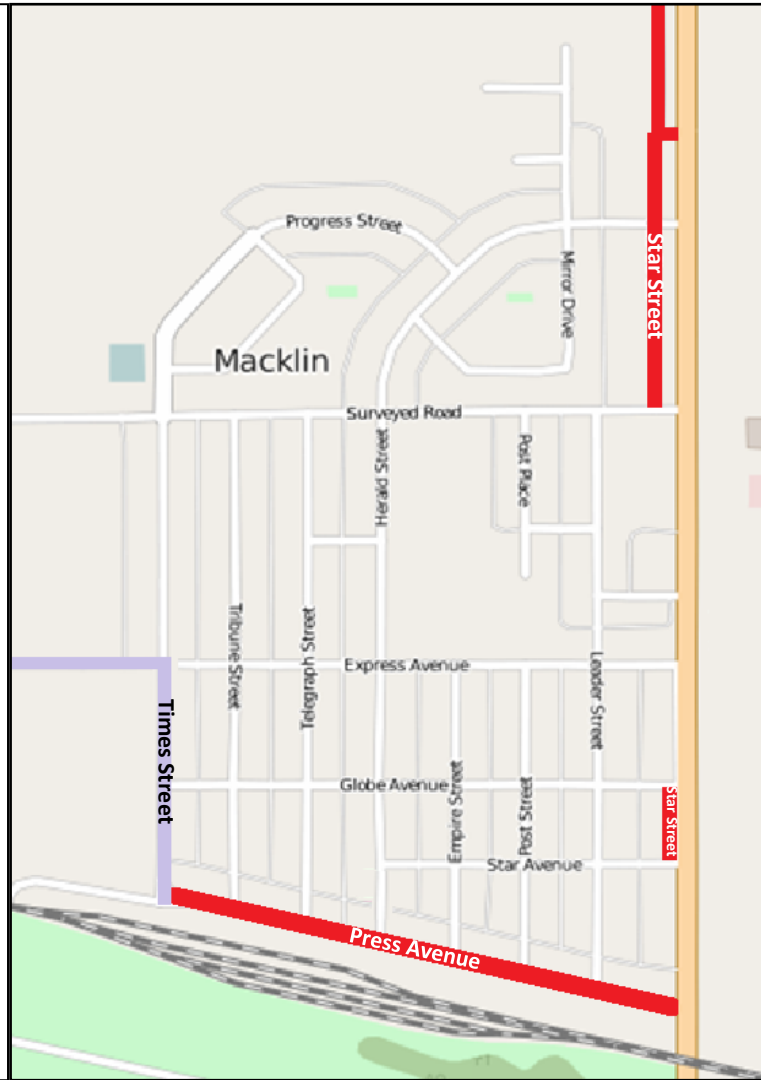 Progress Street
Star Street
Mirror Drive
Macklin
Surveyed Road
Herald Street
Post Place
Tribune Street
Telegraph Street
Express Avenue
Leader Street
Times Street
Globe Avenue
Empire Street
Post Street
Star Street
Star Avenue
Press Avenue